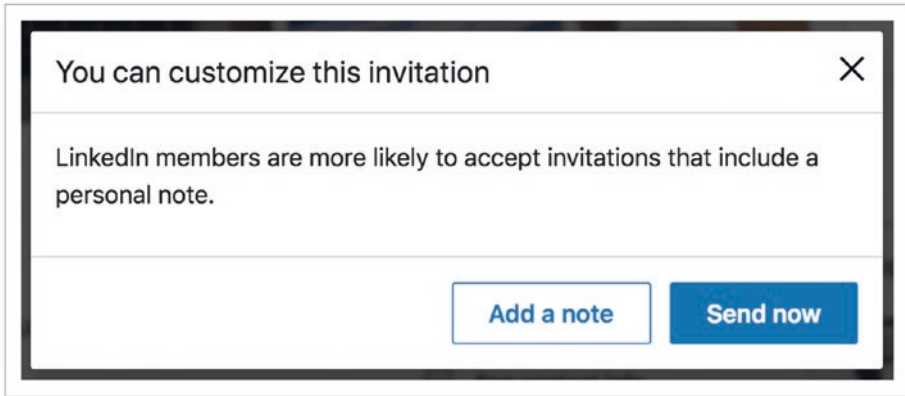 You can customize this invitation
LinkedIn members are more likely to accept invitations that include a
personal note.
Add a note
Send now